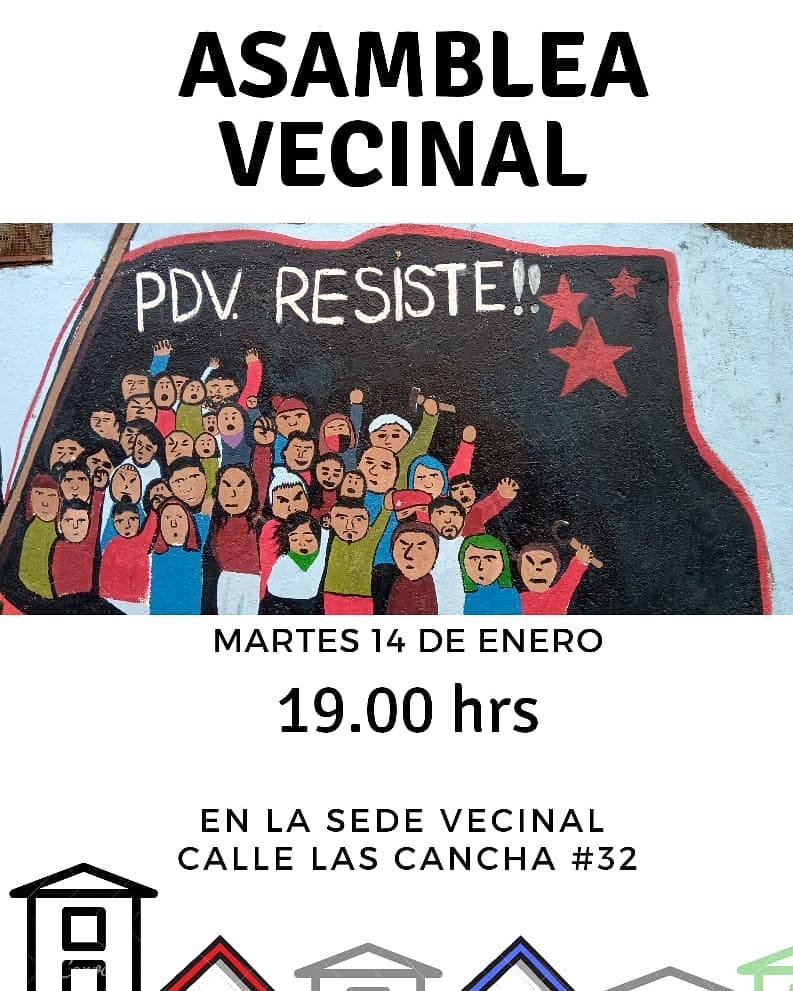 ASAMBLEA
VECINAL
PDV. RESISTE!!
MARTES 14 DE ENERO
19.00 hrs
EN LA SEDE VECINAL
CALLE LAS CANCHA #32
Canva